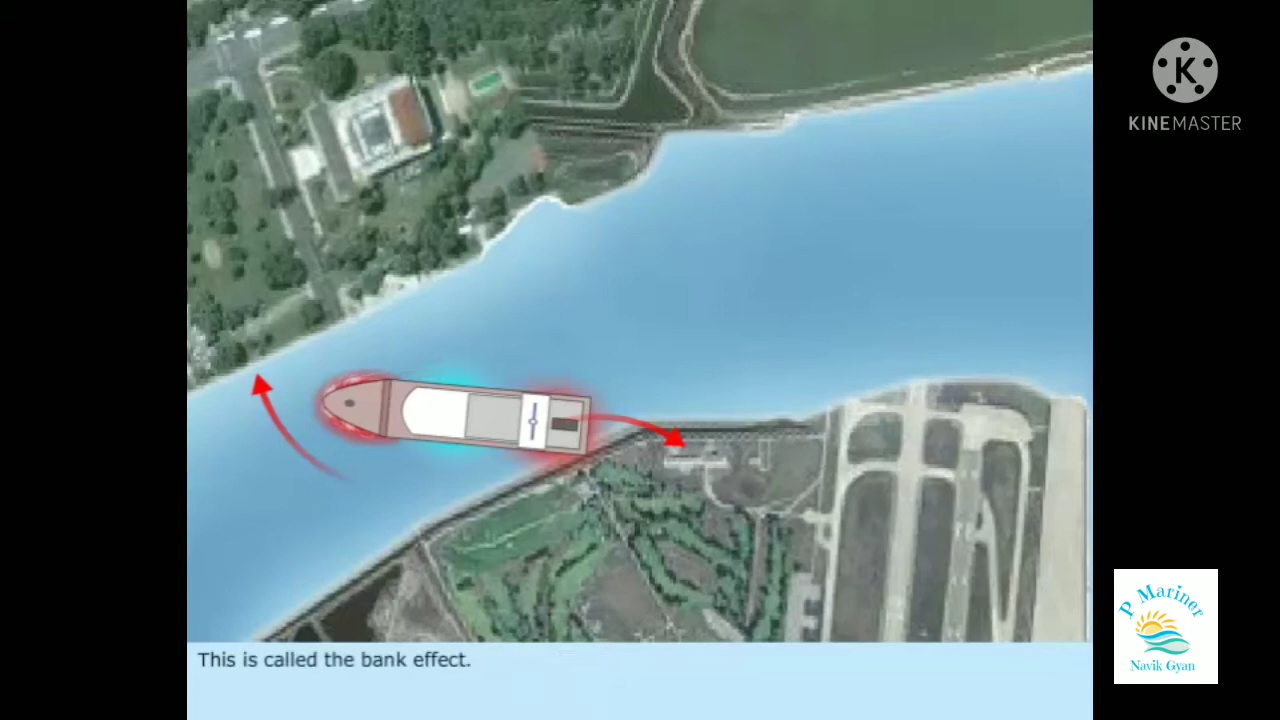 KINEMASTER
This is called the bank effect.
P Mariner
Navik Gyan